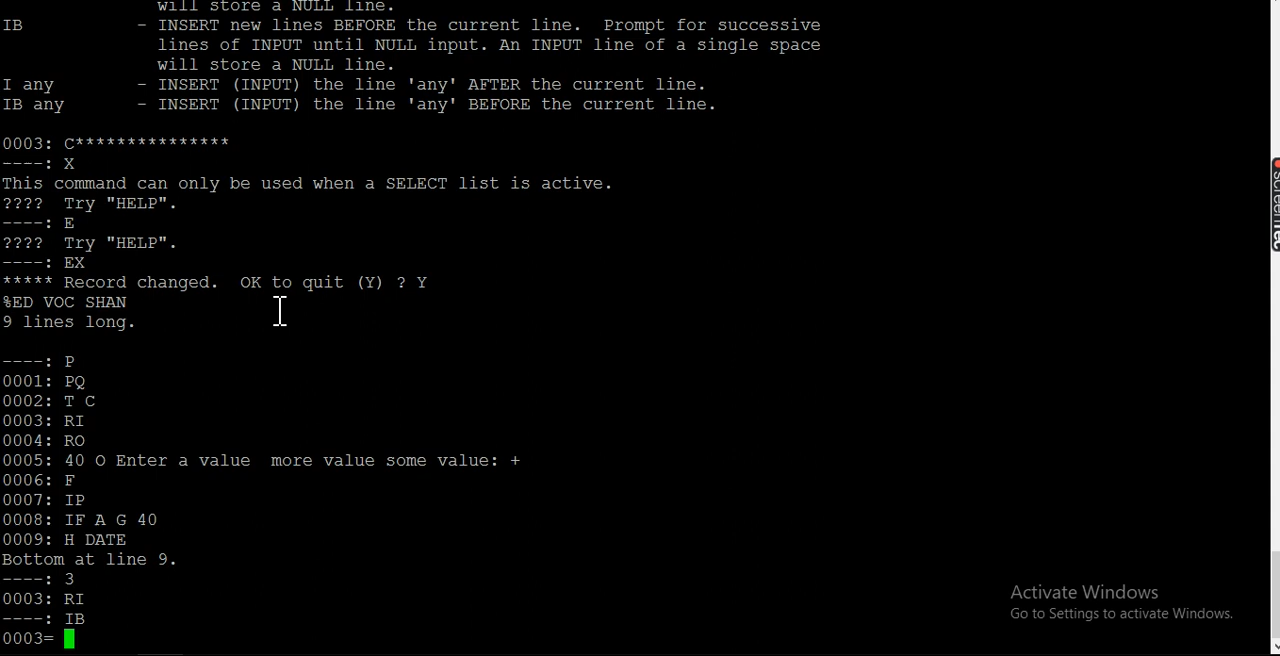 will store a NULL line.
IB - INSERT new lines BEFORE the current line. Prompt for successive
lines of INPUT until NULL input. An INPUT line of a single space
will store a NULL line.
I any - INSERT (INPUT) the line 'any' AFTER the current line.
IB any - INSERT (INPUT) the line 'any' BEFORE the current line.
0003: C***************
----: X
This command can only be used when a SELECT list is active.
???? Try "HELP".
----: E
???? Try "HELP".
----: EX
***** Record changed. OK to quit (Y) ? Y
%ED VOC SHAN
9 lines long.
----: P
0001: PQ
0002: T C
0003: RI
0004: RO
0005: 40 O Enter a value more value some value: +
0006: F
0007: IP
0008: IF A G 40
0009: H DATE
Bottom at line 9.
----: 3
0003: RI
----: IB
0003=
Activate Windows
Go to Settings to activate Windows.